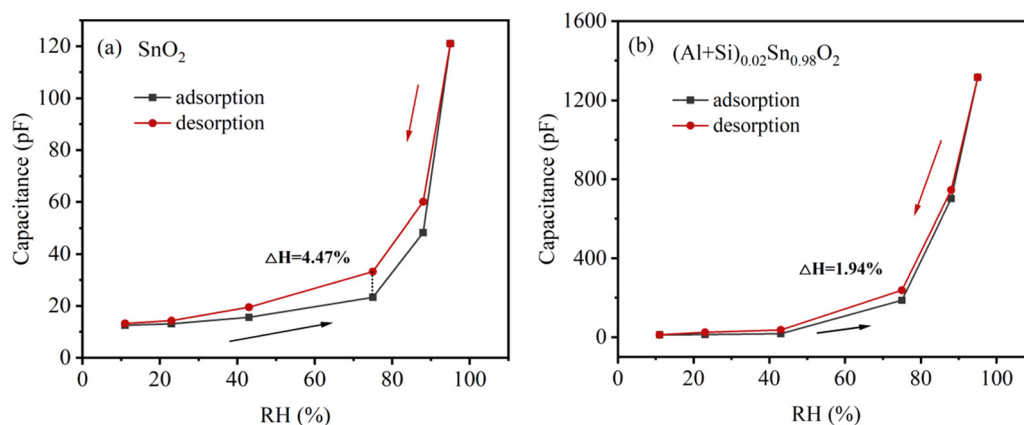 (a) SnO₂
adsorption
desorption
△H=4.47%
Capacitance (pF)
0
20
40
60
80
100
120
0
20
40
60
80
100
RH (%)
(b) (Al+Si)₀.₀₂Sn₀.₉₈O₂
adsorption
desorption
△H=1.94%
Capacitance (pF)
0
400
800
1200
1600
0
20
40
60
80
100
RH (%)